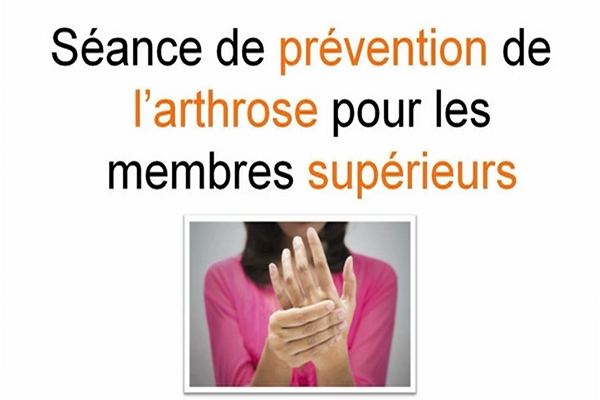 Séance de prévention de
l’arthrose pour les
membres supérieurs